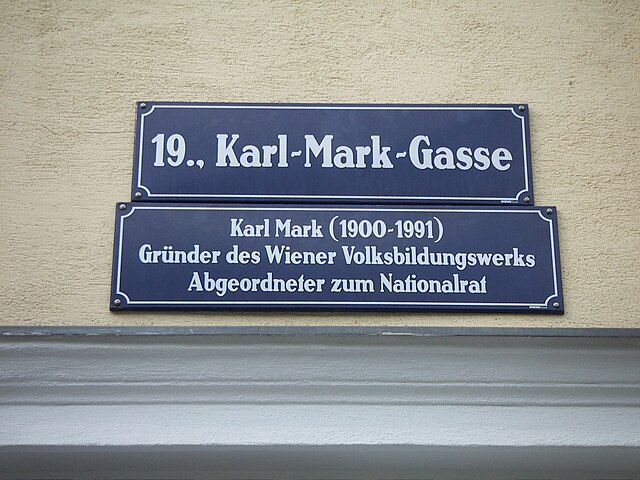 19., Karl-Mark-Gasse
Karl Mark (1900-1991)
Gründer des Wiener Volksbildungswerks
Abgeordneter zum Nationalrat